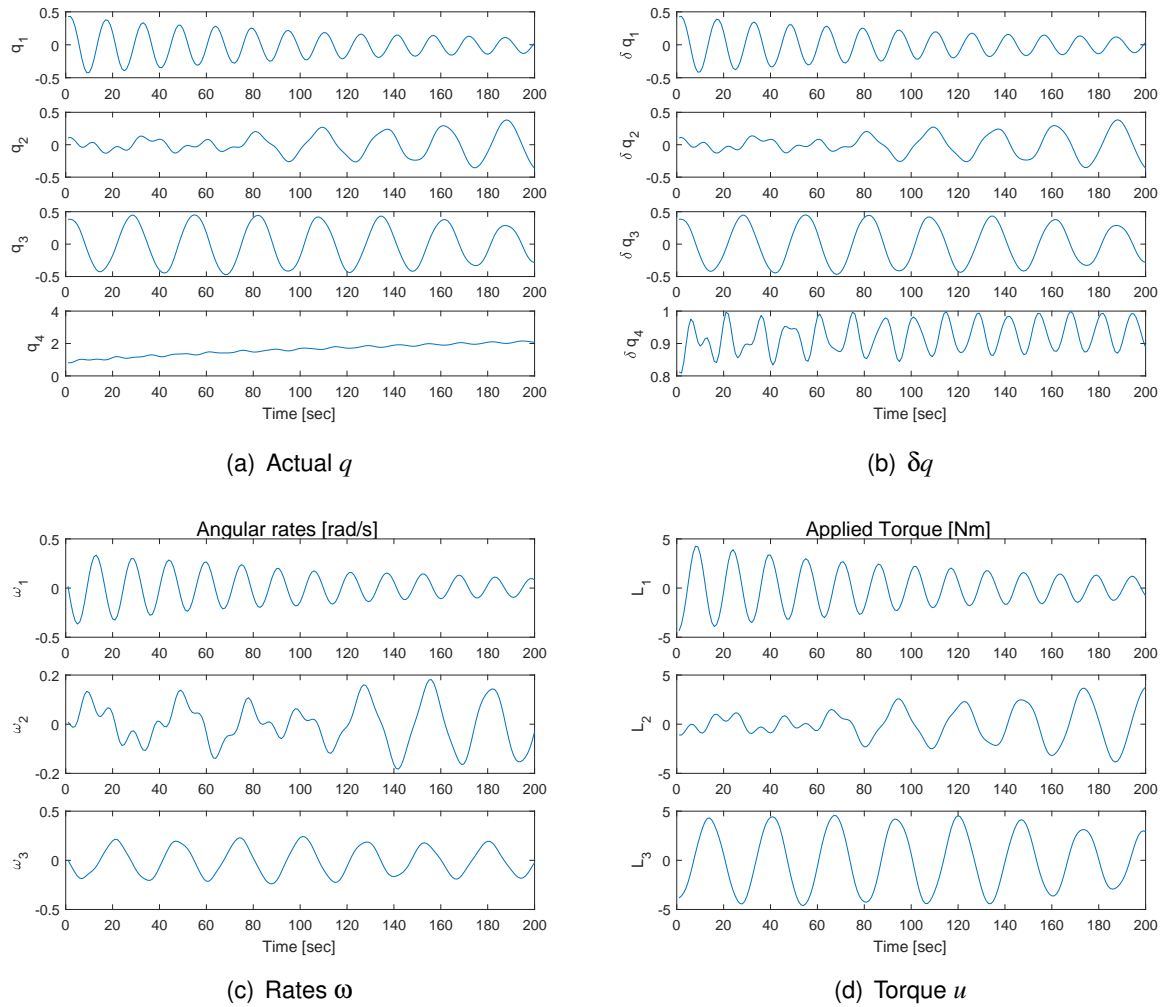 0.5
q1
0
-0.5
0 20 40 60 80 100 120 140 160 180 200
0.5
q2
0
-0.5
0 20 40 60 80 100 120 140 160 180 200
0.5
q3
0
-0.5
0 20 40 60 80 100 120 140 160 180 200
4
q4
2
0
0 20 40 60 80 100 120 140 160 180 200
Time [sec]
(a) Actual q
0.5
δ q1
0
-0.5
0 20 40 60 80 100 120 140 160 180 200
0.5
δ q2
0
-0.5
0 20 40 60 80 100 120 140 160 180 200
0.5
δ q3
0
-0.5
0 20 40 60 80 100 120 140 160 180 200
1
δ q4
0.9
0.8
0 20 40 60 80 100 120 140 160 180 200
Time [sec]
(b) δq
Angular rates [rad/s]
0.5
ω1
0
-0.5
0 20 40 60 80 100 120 140 160 180 200
0.2
ω2
0
-0.2
0 20 40 60 80 100 120 140 160 180 200
0.5
ω3
0
-0.5
0 20 40 60 80 100 120 140 160 180 200
Time [sec]
(c) Rates ω
Applied Torque [Nm]
5
L1
0
-5
0 20 40 60 80 100 120 140 160 180 200
5
L2
0
-5
0 20 40 60 80 100 120 140 160 180 200
5
L3
0
-5
0 20 40 60 80 100 120 140 160 180 200
Time [sec]
(d) Torque u